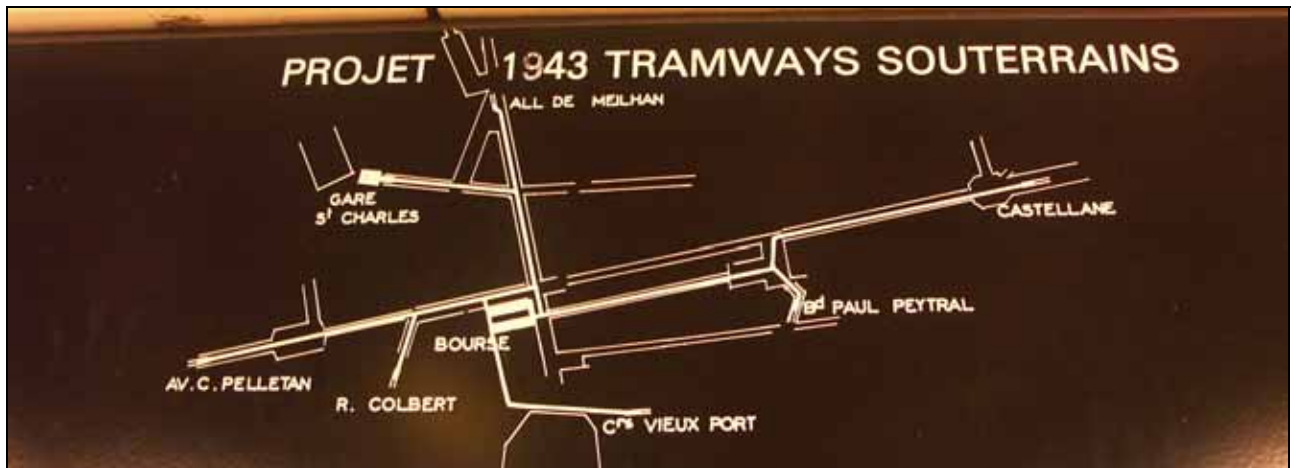 PROJET 1943 TRAMWAYS SOUTERRAINS
ALL DE MEILHAN
GARE
St CHARLES
CASTELLANE
Bd PAUL PEYTRAL
BOURSE
AV. C. PELLETAN
R. COLBERT
Crs VIEUX PORT